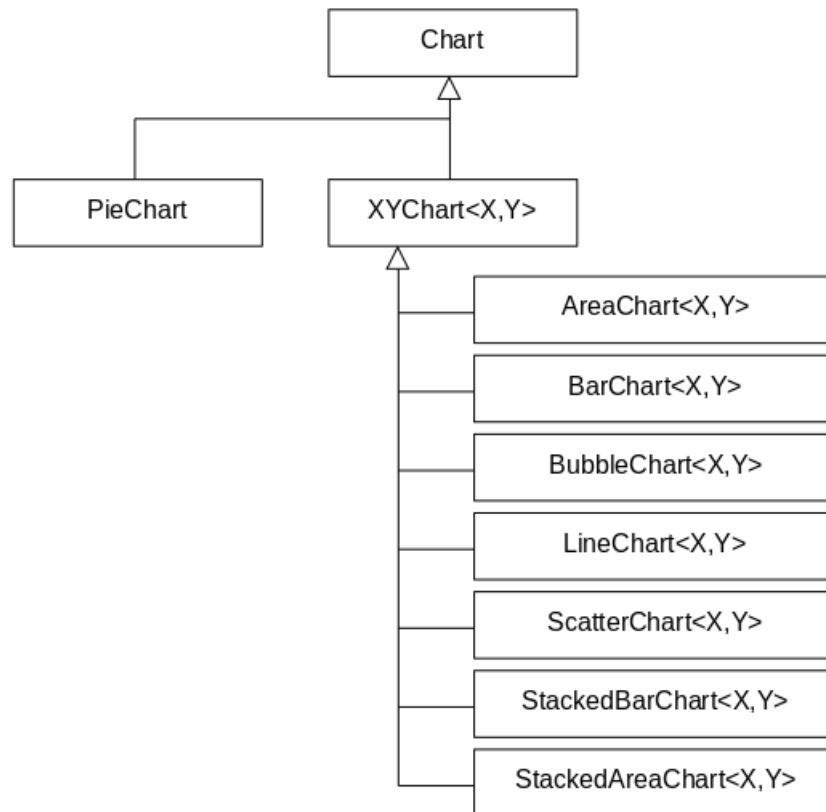 Chart
PieChart
XYChart<X,Y>
AreaChart<X,Y>
BarChart<X,Y>
BubbleChart<X,Y>
LineChart<X,Y>
ScatterChart<X,Y>
StackedBarChart<X,Y>
StackedAreaChart<X,Y>